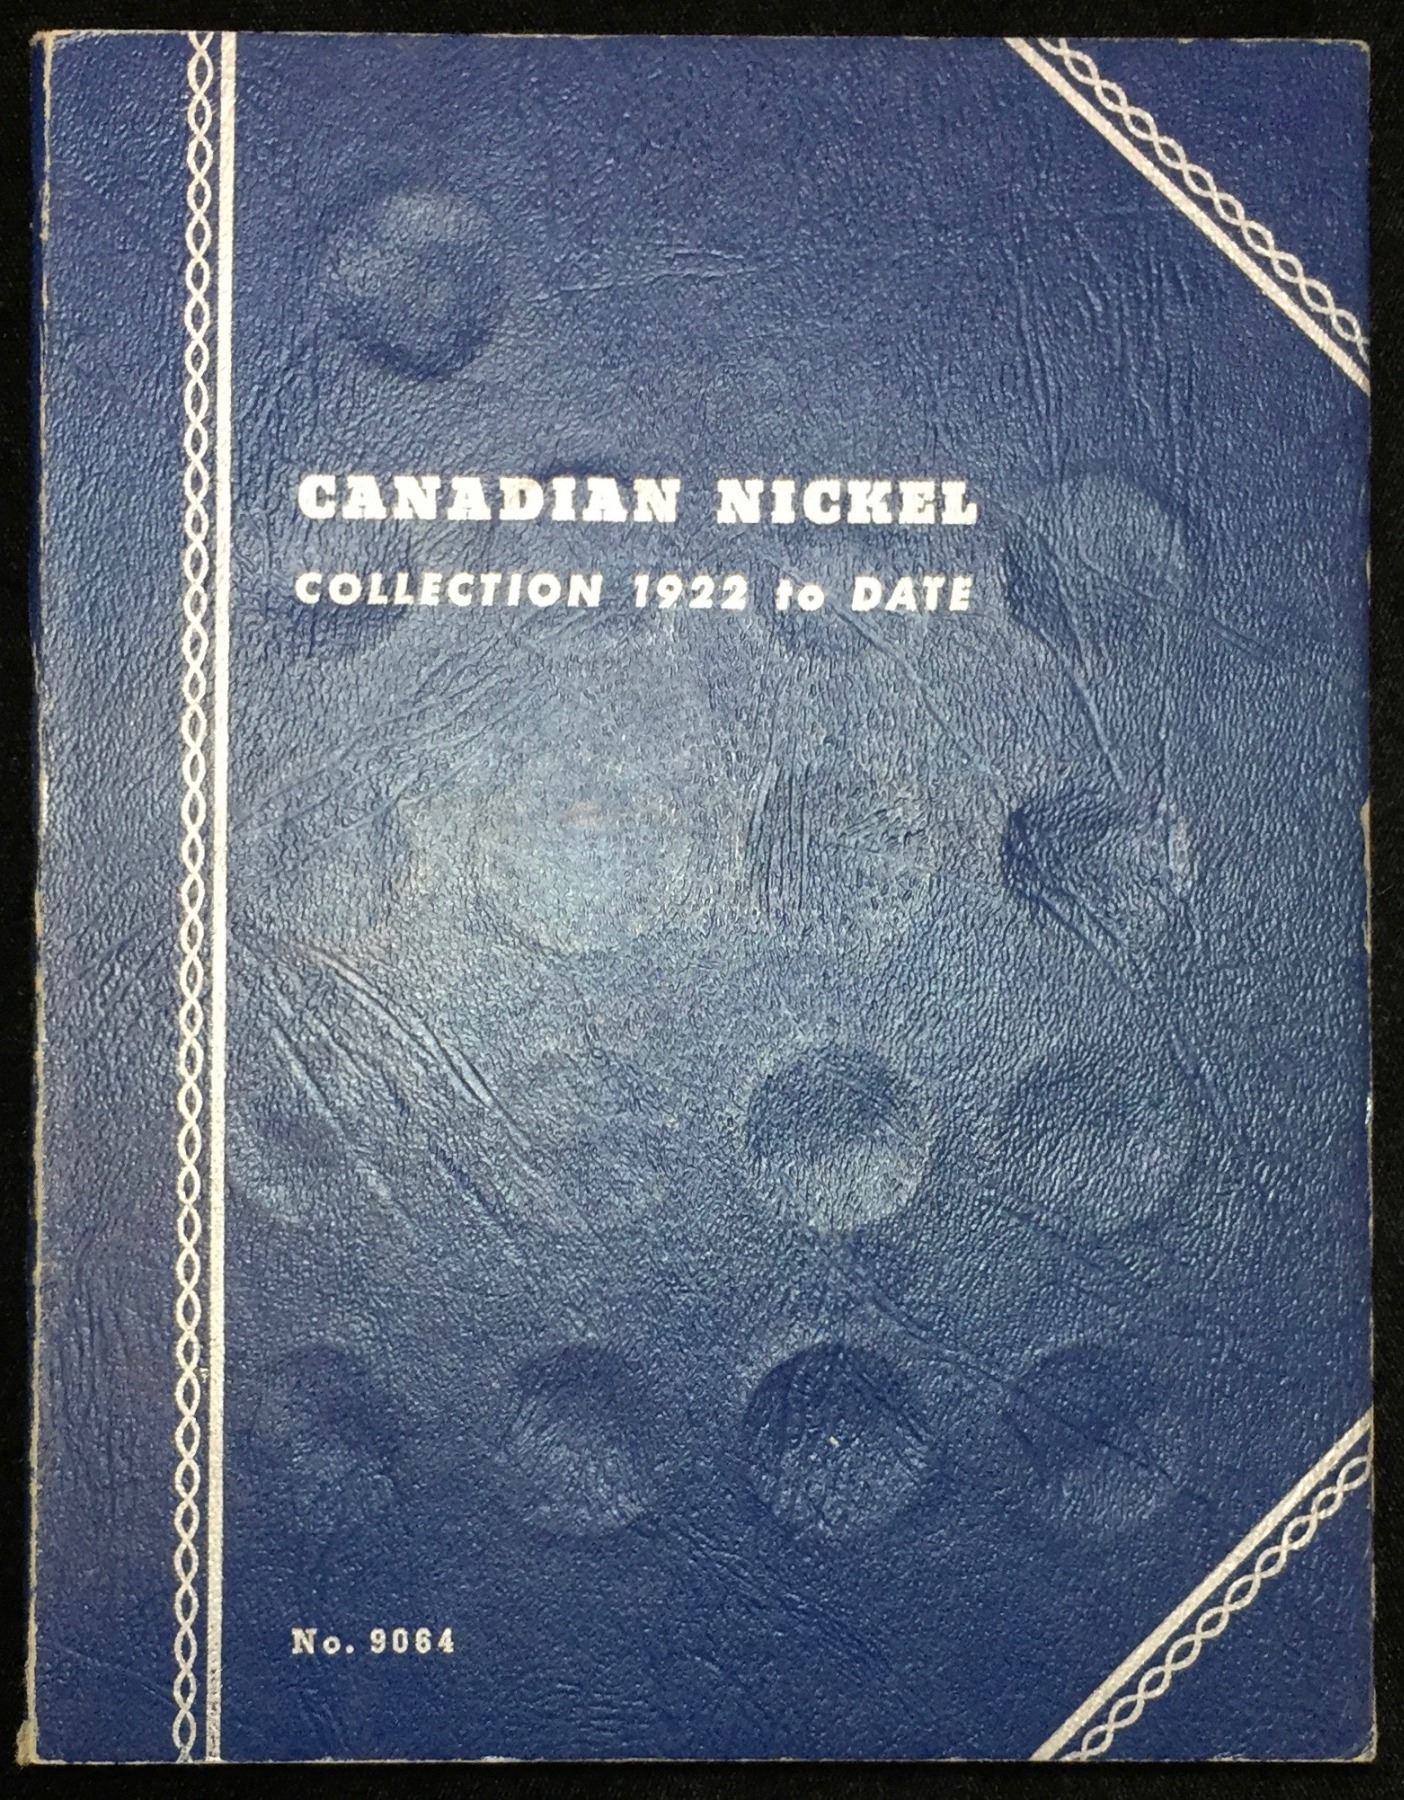 CANADIAN NICKEL
COLLECTION 1922 to DATE
No. 9064